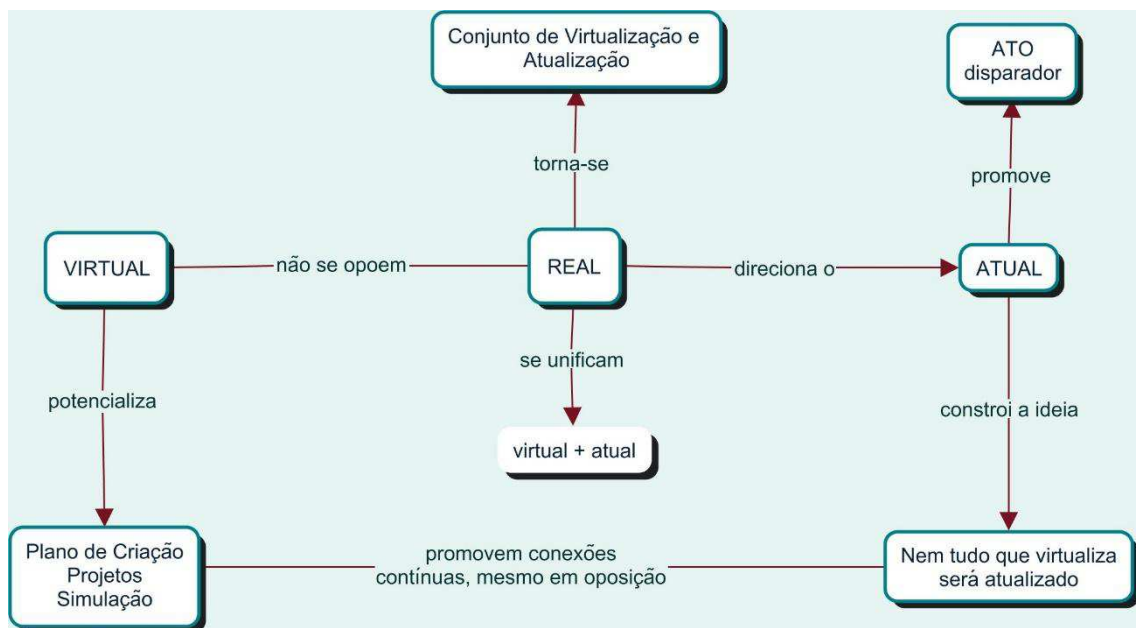 Conjunto de Virtualização e
Atualização
ATO
disparador
torna-se
promove
VIRTUAL
não se opoem
REAL
direciona o
ATUAL
se unificam
potencializa
constroi a ideia
virtual + atual
Plano de Criação
Projetos
Simulação
promovem conexões
contínuas, mesmo em oposição
Nem tudo que virtualiza
será atualizado